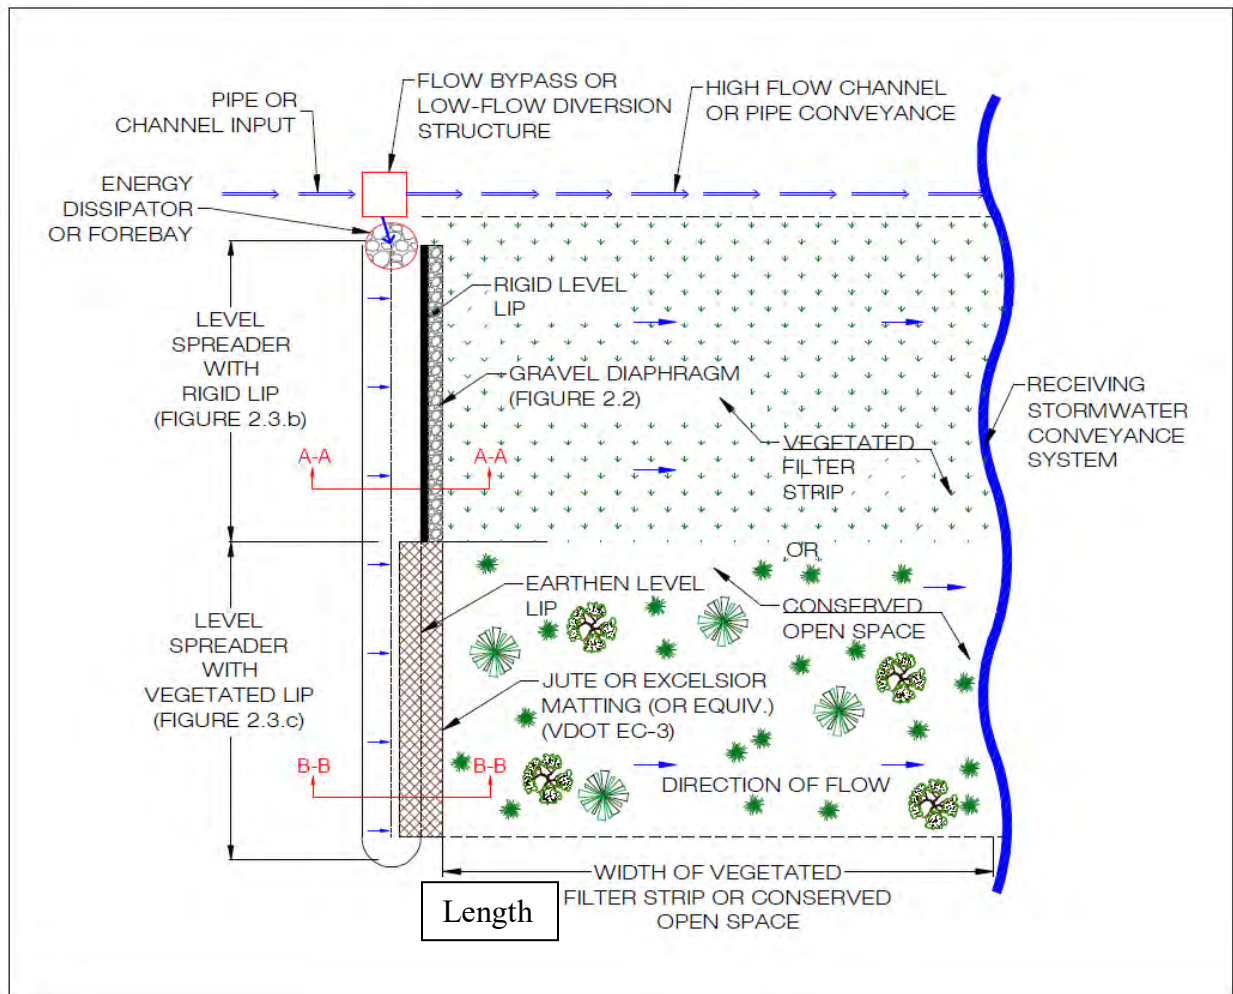 FLOW BYPASS OR
LOW-FLOW DIVERSION
STRUCTURE
HIGH FLOW CHANNEL
OR PIPE CONVEYANCE
PIPE OR
CHANNEL INPUT
ENERGY
DISSIPATOR
OR FOREBAY
RIGID LEVEL
LIP
LEVEL
SPREADER
WITH
RIGID LIP
(FIGURE 2.3.b)
GRAVEL DIAPHRAGM
(FIGURE 2.2)
RECEIVING
STORMWATER
CONVEYANCE
SYSTEM
VEGETATED
FILTER
STRIP
A-A
A-A
OR
EARTHEN LEVEL
LIP
CONSERVED
OPEN SPACE
LEVEL
SPREADER
WITH
VEGETATED LIP
(FIGURE 2.3.c)
JUTE OR EXCELSIOR
MATTING (OR EQUIV.)
(VDOT EC-3)
B-B
B-B
DIRECTION OF FLOW
WIDTH OF VEGETATED
FILTER STRIP OR CONSERVED
OPEN SPACE
Length